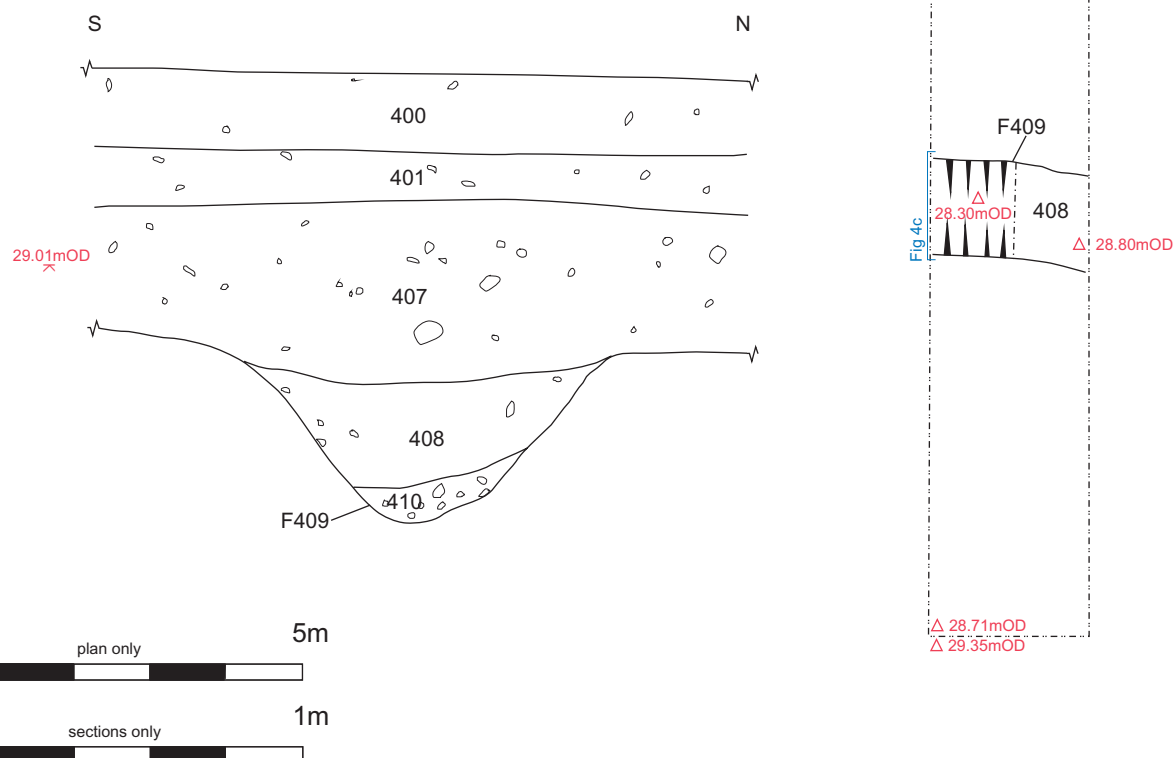 S
N
400
401
29.01mOD
407
408
410
F409
F409
28.30mOD
408
28.80mOD
Fig 4c
28.71mOD
29.35mOD
5m
plan only
1m
sections only